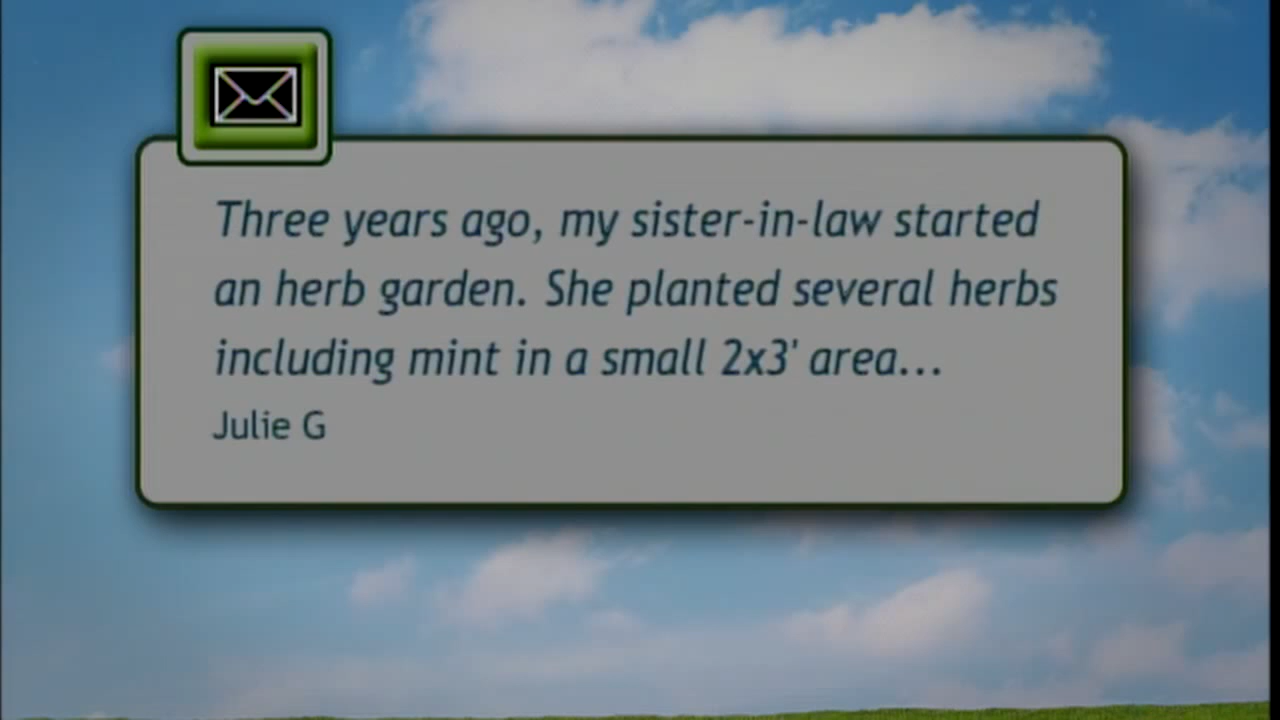 Three years ago, my sister-in-law started
an herb garden. She planted several herbs
including mint in a small 2x3' area...
Julie G